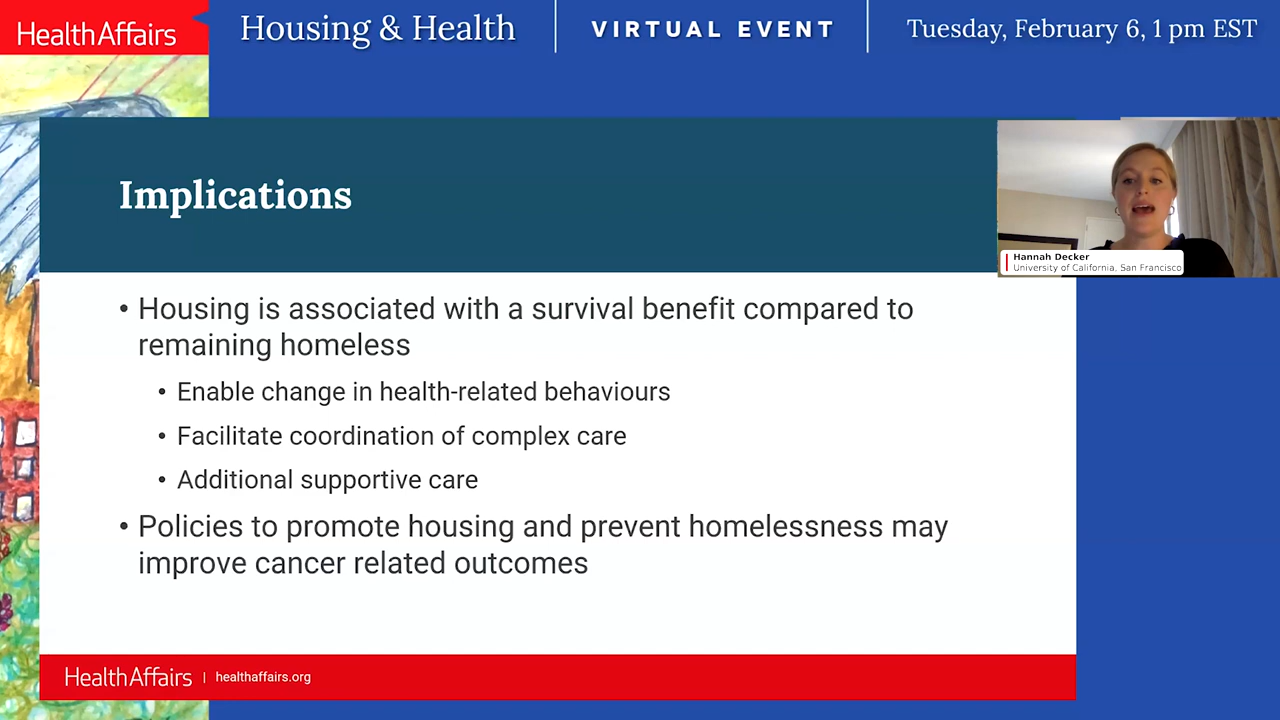 HealthAffairs
Housing & Health
VIRTUAL EVENT
Tuesday, February 6, 1 pm EST
Implications
Hannah Decker
University of California, San Francisco
• Housing is associated with a survival benefit compared to
remaining homeless
• Enable change in health-related behaviours
• Facilitate coordination of complex care
• Additional supportive care
• Policies to promote housing and prevent homelessness may
improve cancer related outcomes
HealthAffairs | healthaffairs.org